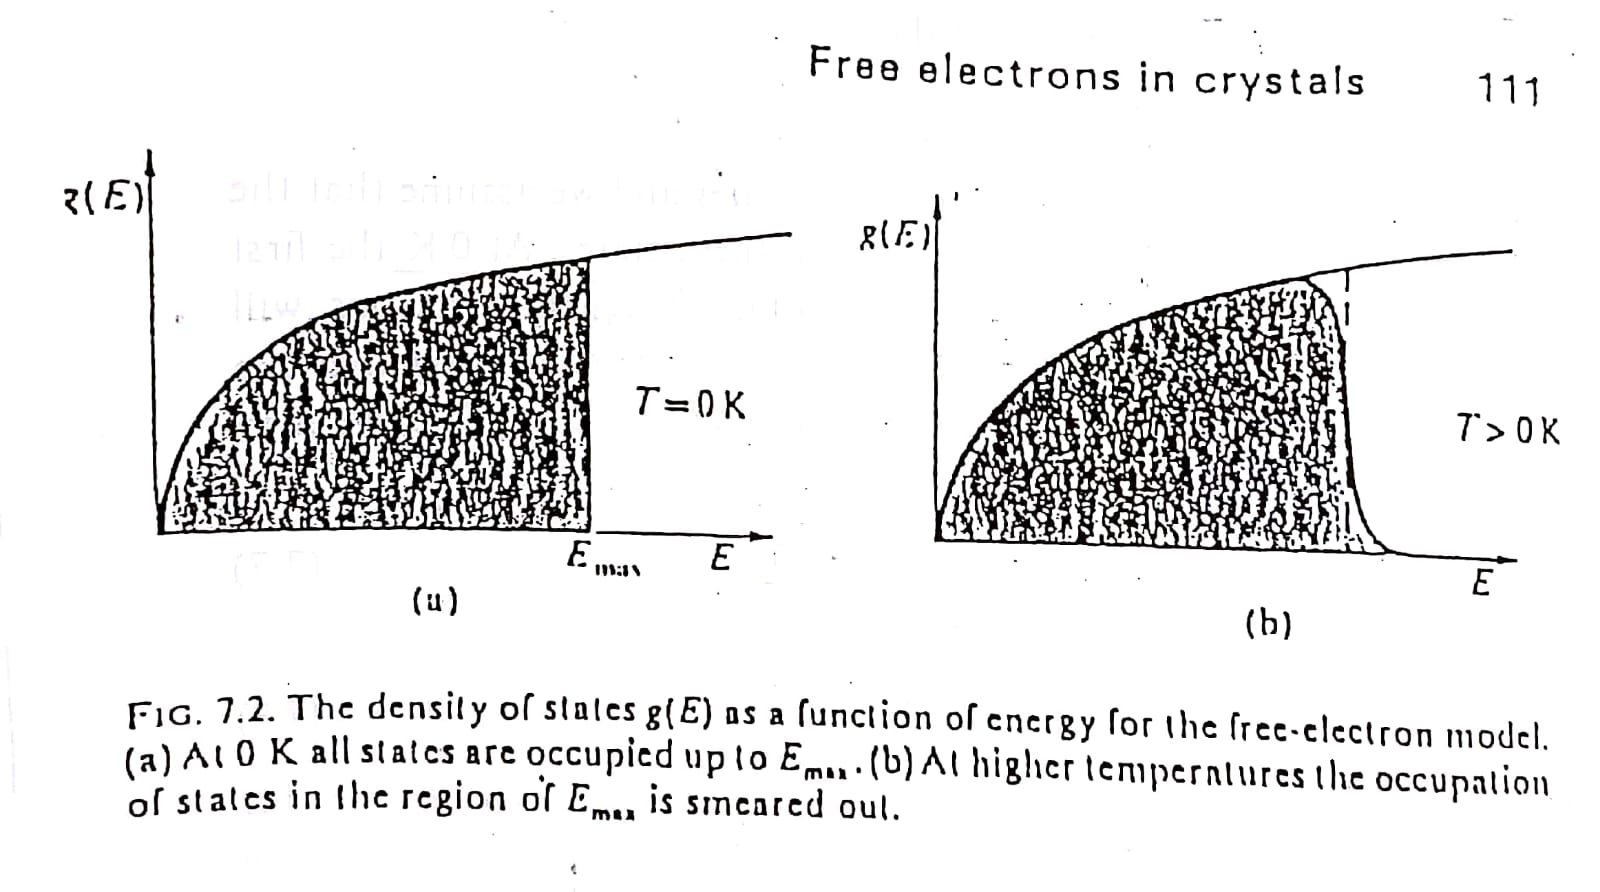 Free electrons in crystals 111
g(E)
T=0 K
E max
E
(a)
g(E)
T>0K
E
(b)
FIG. 7.2. The density of states g(E) as a function of energy for the free-electron model.
(a) At 0 K all states are occupied up to Emax. (b) At higher temperatures the occupation
of states in the region of Emax is smeared out.